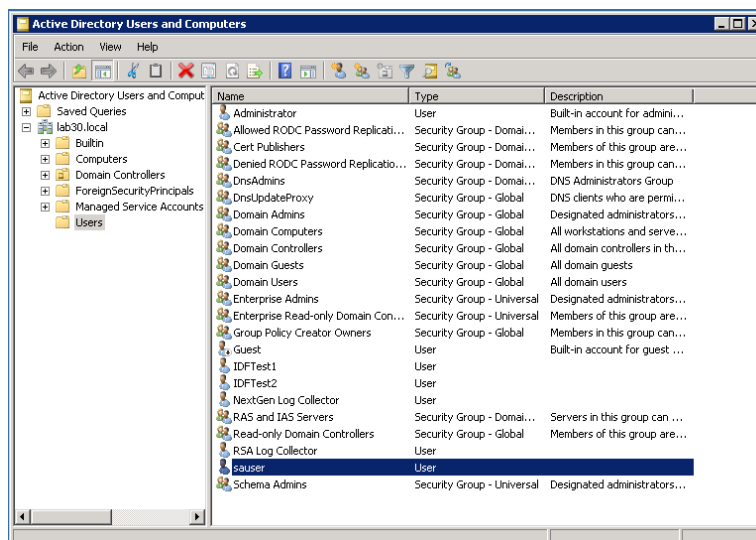 Active Directory Users and Computers
File Action View Help
Active Directory Users and Comput
Saved Queries
lab30.local
Builtin
Computers
Domain Controllers
ForeignSecurityPrincipals
Managed Service Accounts
Users
Name Type Description
Administrator User Built-in account for admini...
Allowed RODC Password Replicati... Security Group - Domai... Members in this group can...
Cert Publishers Security Group - Domai... Members of this group are...
Denied RODC Password Replicatio... Security Group - Domai... Members in this group can...
DnsAdmins Security Group - Domai... DNS Administrators Group
DnsUpdateProxy Security Group - Global DNS clients who are permi...
Domain Admins Security Group - Global Designated administrators...
Domain Computers Security Group - Global All workstations and serve...
Domain Controllers Security Group - Global All domain controllers in th...
Domain Guests Security Group - Global All domain guests
Domain Users Security Group - Global All domain users
Enterprise Admins Security Group - Universal Designated administrators...
Enterprise Read-only Domain Con... Security Group - Universal Members of this group are...
Group Policy Creator Owners Security Group - Global Members in this group can...
Guest User Built-in account for guest ...
IDFTest1 User
IDFTest2 User
NextGen Log Collector User
RAS and IAS Servers Security Group - Domai... Servers in this group can ...
Read-only Domain Controllers Security Group - Global Members of this group are...
RSA Log Collector User
sauser User
Schema Admins Security Group - Universal Designated administrators...